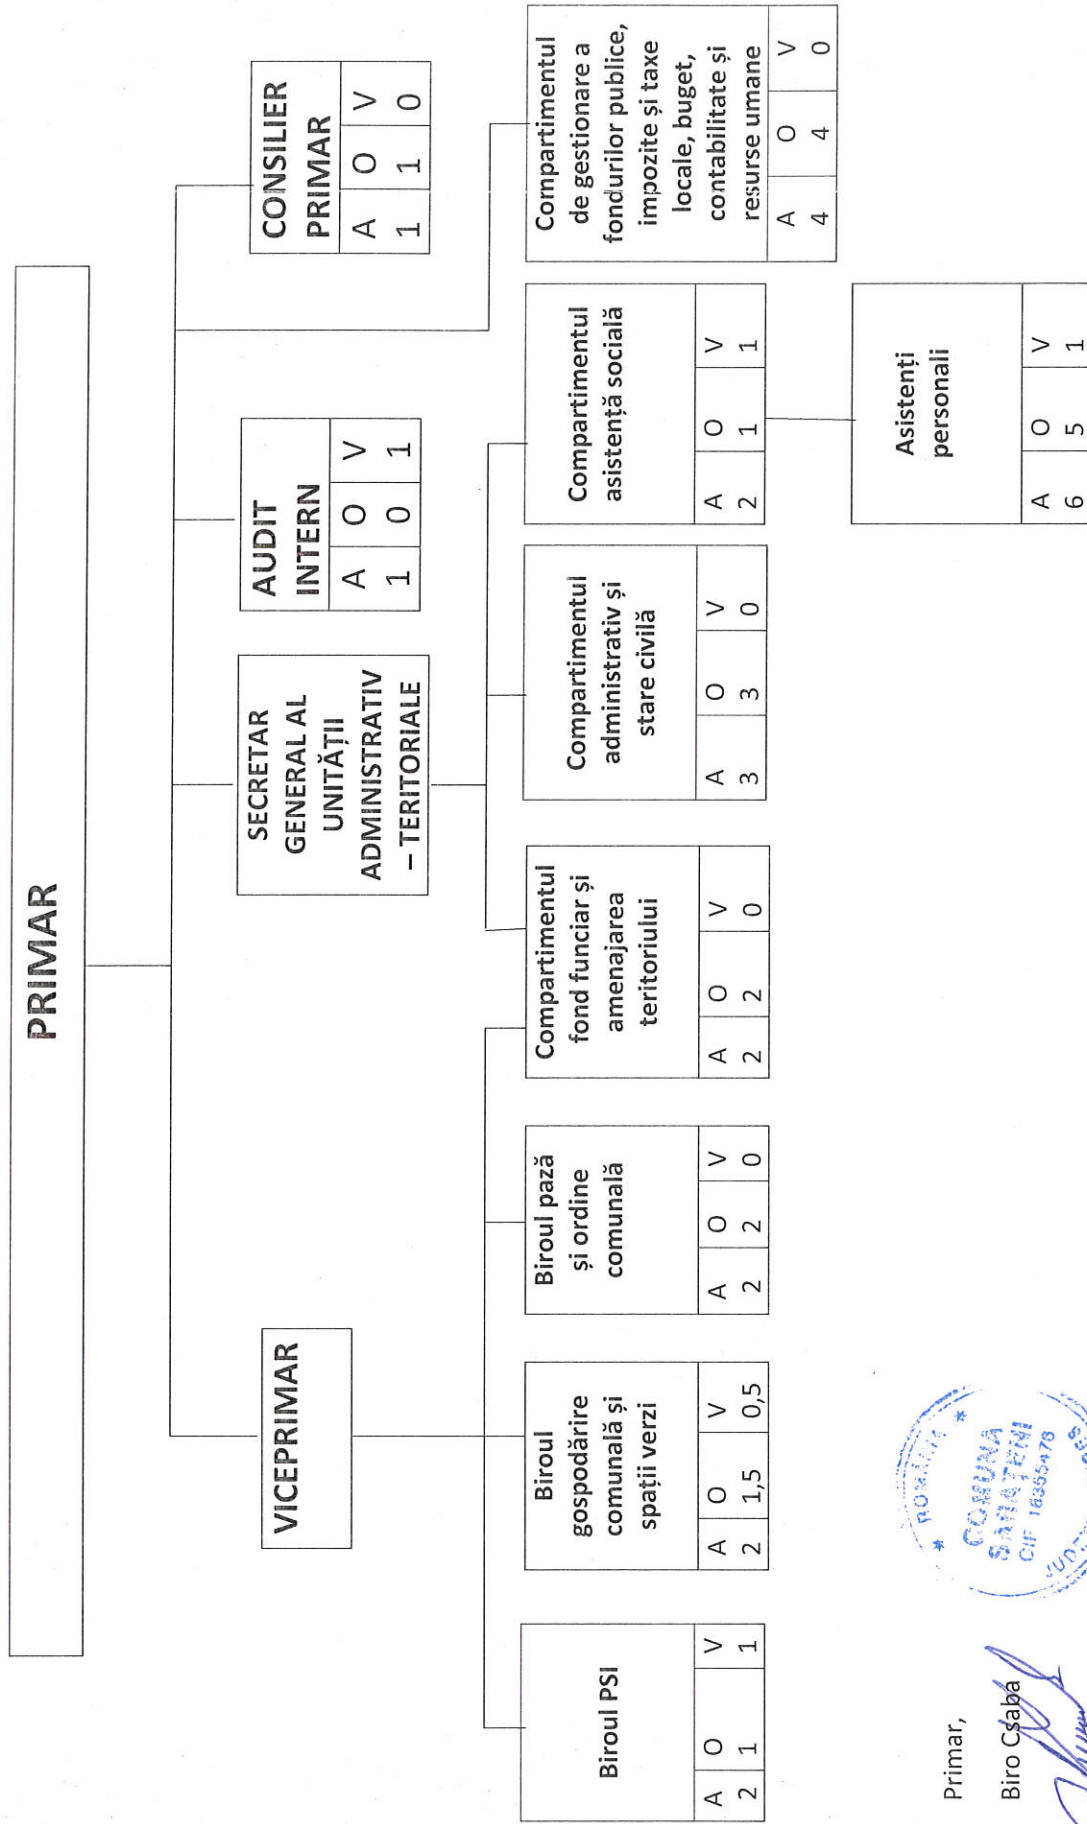 PRIMAR
VICEPRIMAR
SECRETAR
GENERAL AL
UNITĂȚII
ADMINISTRATIV
– TERITORIALE
AUDIT
INTERN
A O V
1 0 1
CONSILIER
PRIMAR
A O V
1 1 0
Biroul PSI
A O V
2 1 1
Biroul
gospodărire
comunală și
spații verzi
A O V
2 1,5 0,5
Biroul pază
și ordine
comunală
A O V
2 2 0
Compartimentul
fond funciar și
amenajarea
teritoriului
A O V
2 2 0
Compartimentul
administrativ și
stare civilă
A O V
3 3 0
Compartimentul
asistență socială
A O V
2 1 1
Compartimentul
de gestionare a
fondurilor publice,
impozite și taxe
locale, buget,
contabilitate și
resurse umane
A O V
4 4 0
Asistenți
personali
A O V
6 5 1
Primar,
Biro Csaba
* ROMÂNIA *
COMUNA
CIF 16355478